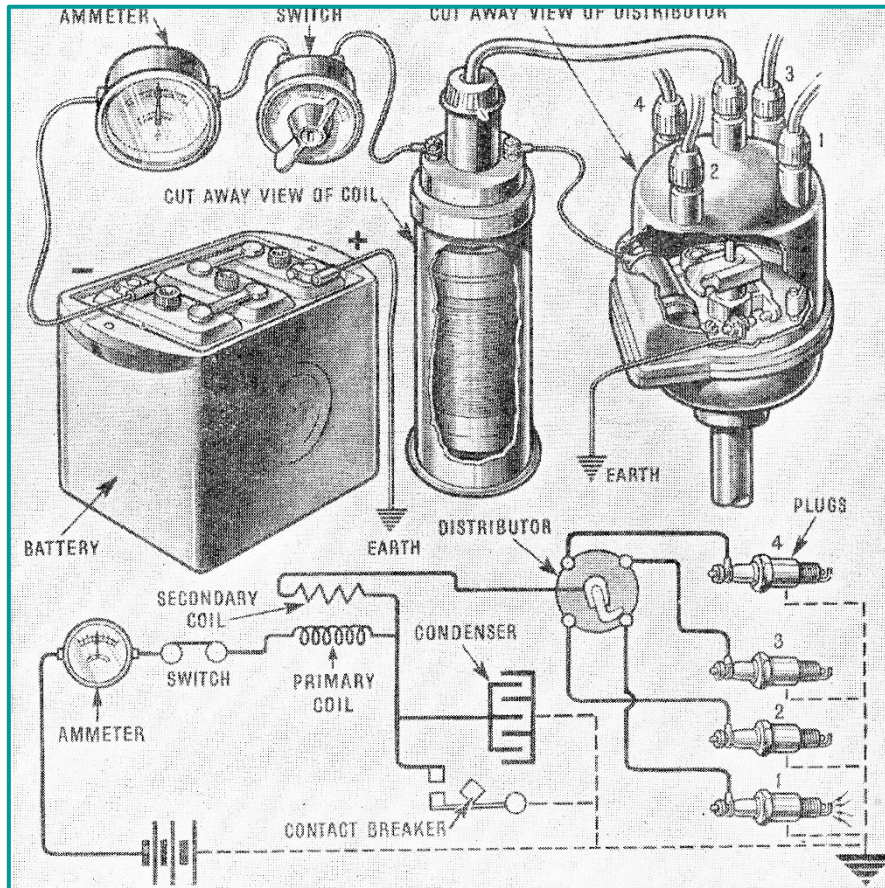 AMMETER
SWITCH
CUT AWAY VIEW OF DISTRIBUTOR
4
3
2
1
CUT AWAY VIEW OF COIL
-
+
BATTERY
EARTH
EARTH
DISTRIBUTOR
PLUGS
4
SECONDARY
COIL
CONDENSER
SWITCH
PRIMARY
COIL
3
AMMETER
2
1
CONTACT BREAKER